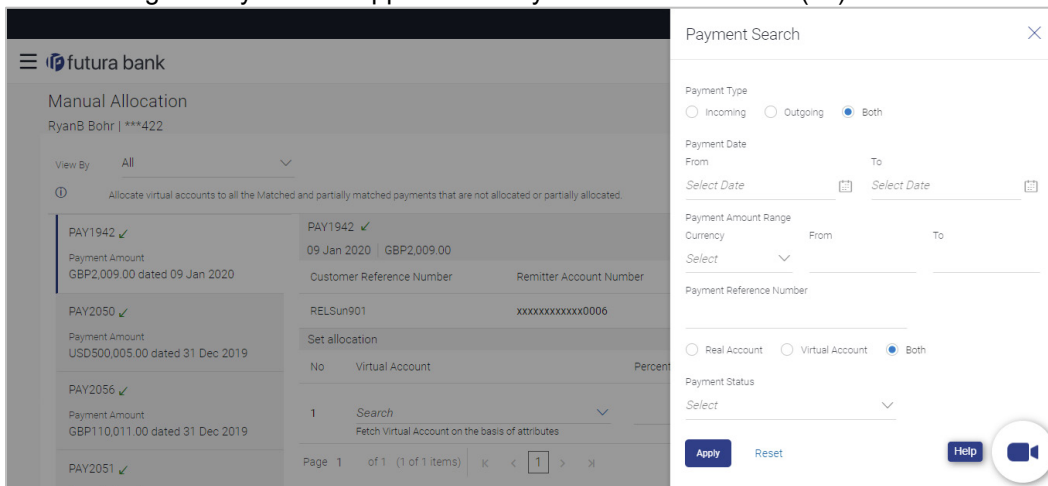 futura bank
Manual Allocation
RyanB Bohr | ***422
View By All
Allocate virtual accounts to all the Matched and partially matched payments that are not allocated or partially allocated.
PAY1942
Payment Amount
GBP2,009.00 dated 09 Jan 2020
PAY2050
Payment Amount
USD500,005.00 dated 31 Dec 2019
PAY2056
Payment Amount
GBP110,011.00 dated 31 Dec 2019
PAY2051
PAY1942
09 Jan 2020 | GBP2,009.00
Customer Reference Number Remitter Account Number
RELSun901 xxxxxxxxxxxx0006
Set allocation
No Virtual Account Percent
1 Search
Fetch Virtual Account on the basis of attributes
Page 1 of 1 (1 of 1 items) 1
Payment Search
Payment Type
Incoming Outgoing Both
Payment Date
From To
Select Date Select Date
Payment Amount Range
Currency From To
Select
Payment Reference Number
Real Account Virtual Account Both
Payment Status
Select
Apply Reset Help